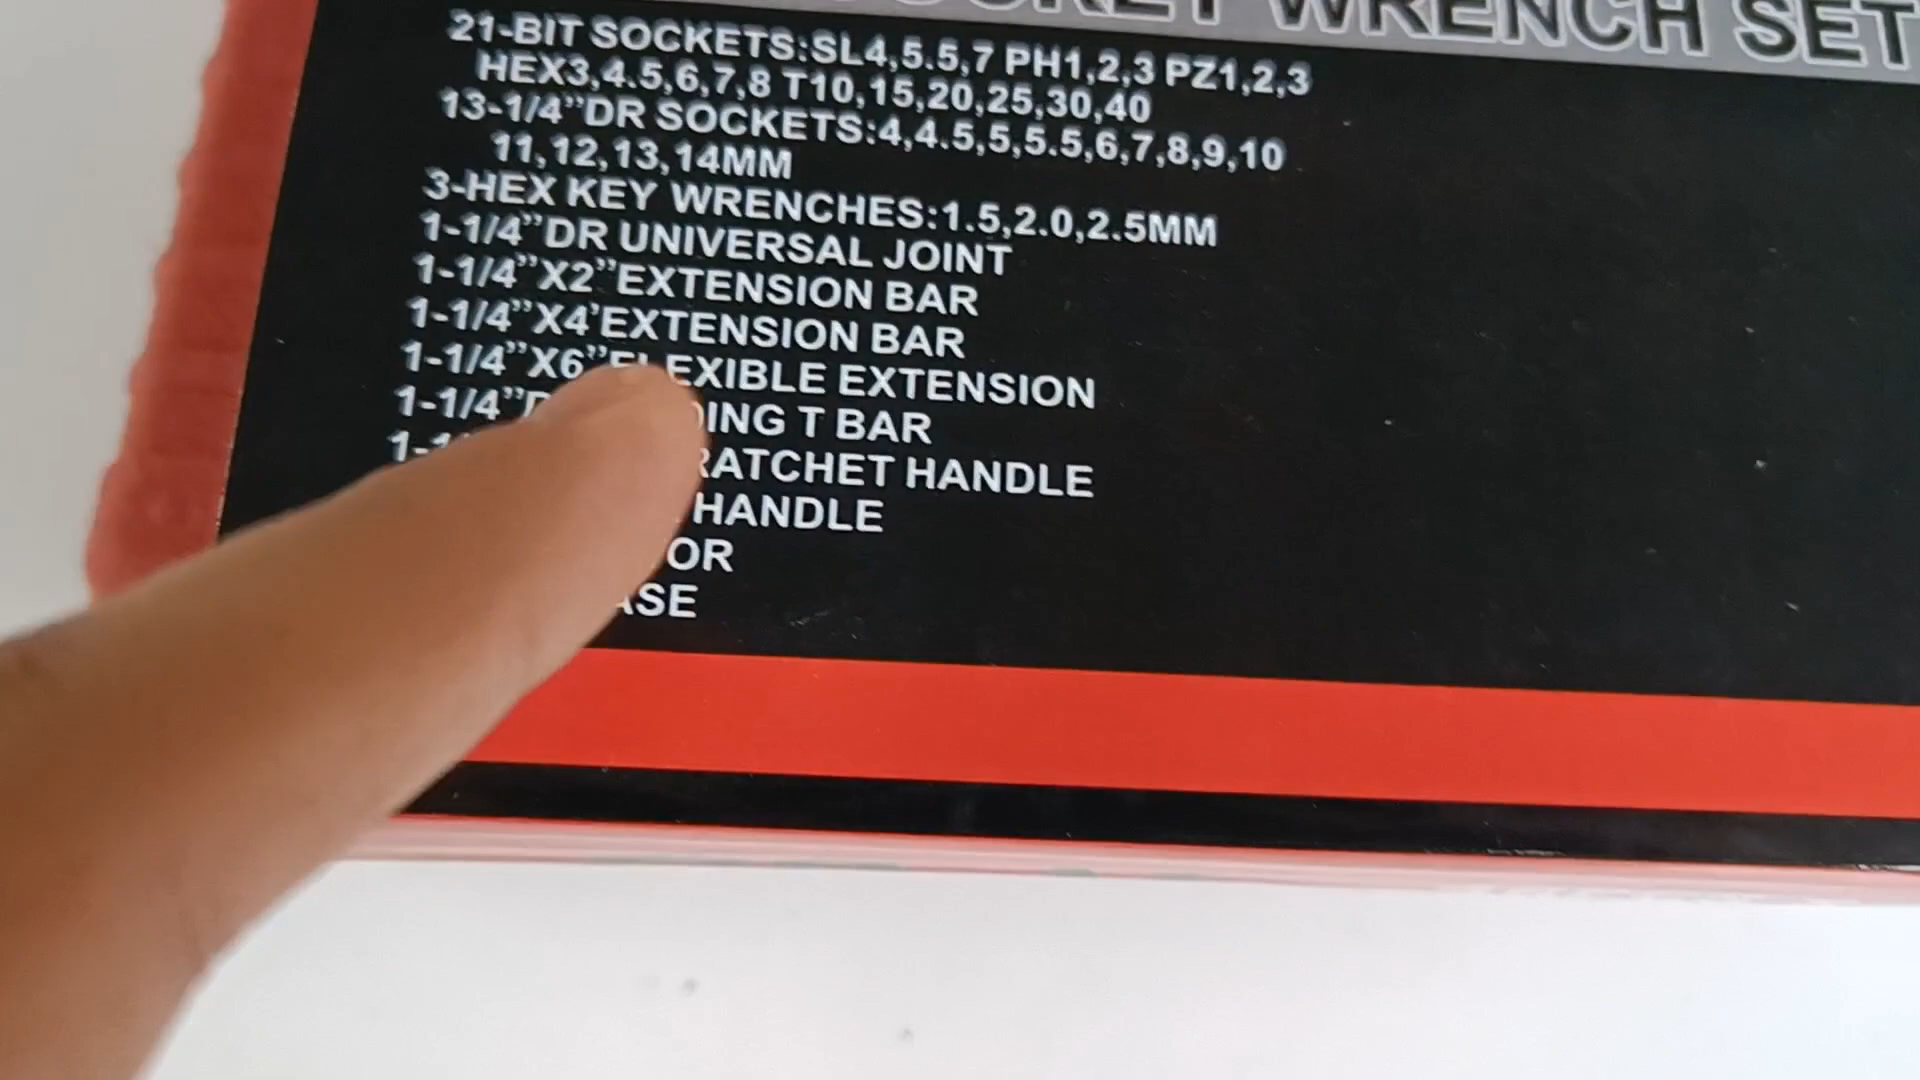 SOCKET WRENCH SET
21-BIT SOCKETS:SL4,5.5,7 PH1,2,3 PZ1,2,3
HEX3,4.5,6,7,8 T10,15,20,25,30,40
13-1/4”DR SOCKETS:4,4.5,5,5.5,6,7,8,9,10
11,12,13,14MM
3-HEX KEY WRENCHES:1.5,2.0,2.5MM
1-1/4”DR UNIVERSAL JOINT
1-1/4”X2”EXTENSION BAR
1-1/4”X4’EXTENSION BAR
1-1/4”X6”FLEXIBLE EXTENSION
1-1/4” T BAR
RATCHET HANDLE
HANDLE